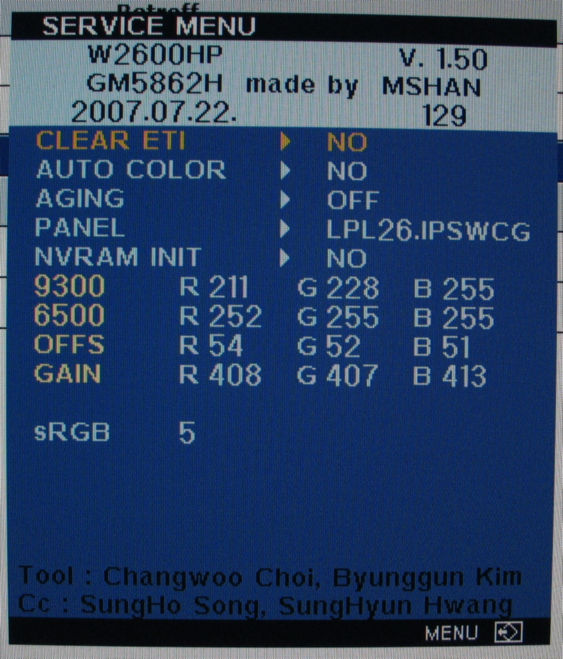 Retroff
SERVICE MENU
W2600HP V. 1.50
GM5862H made by MSHAN
2007.07.22. 129
CLEAR ETI NO
AUTO COLOR NO
AGING OFF
PANEL LPL26.IPSWCG
NVRAM INIT NO
9300 R 211 G 228 B 255
6500 R 252 G 255 B 255
OFFS R 54 G 52 B 51
GAIN R 408 G 407 B 413
sRGB 5
Tool : Changwoo Choi, Byunggun Kim
Cc : SungHo Song, SungHyun Hwang
MENU